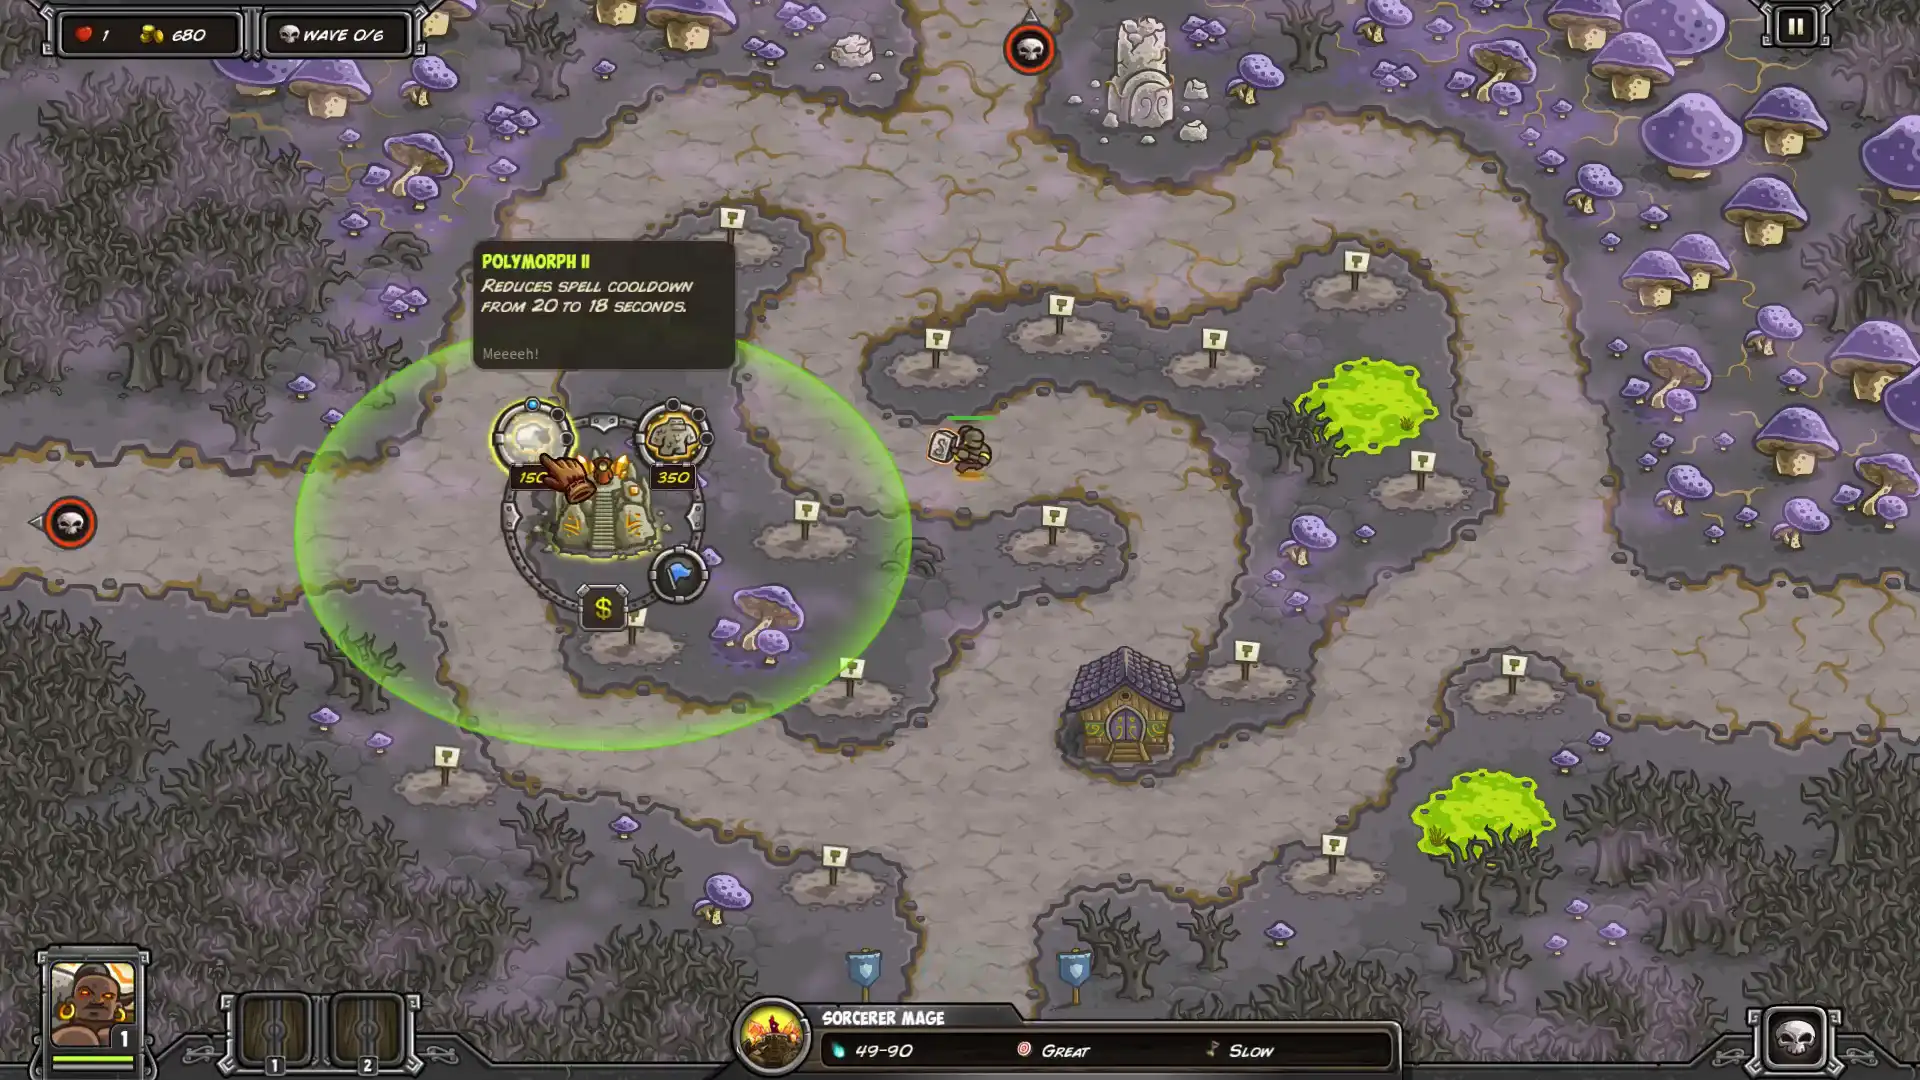 1
680
WAVE 0/6
POLYMORPH II
REDUCES SPELL COOLDOWN
FROM 20 TO 18 SECONDS.
Meeeeh!
150
350
$
1
1
2
SORCERER MAGE
49-90
GREAT
SLOW